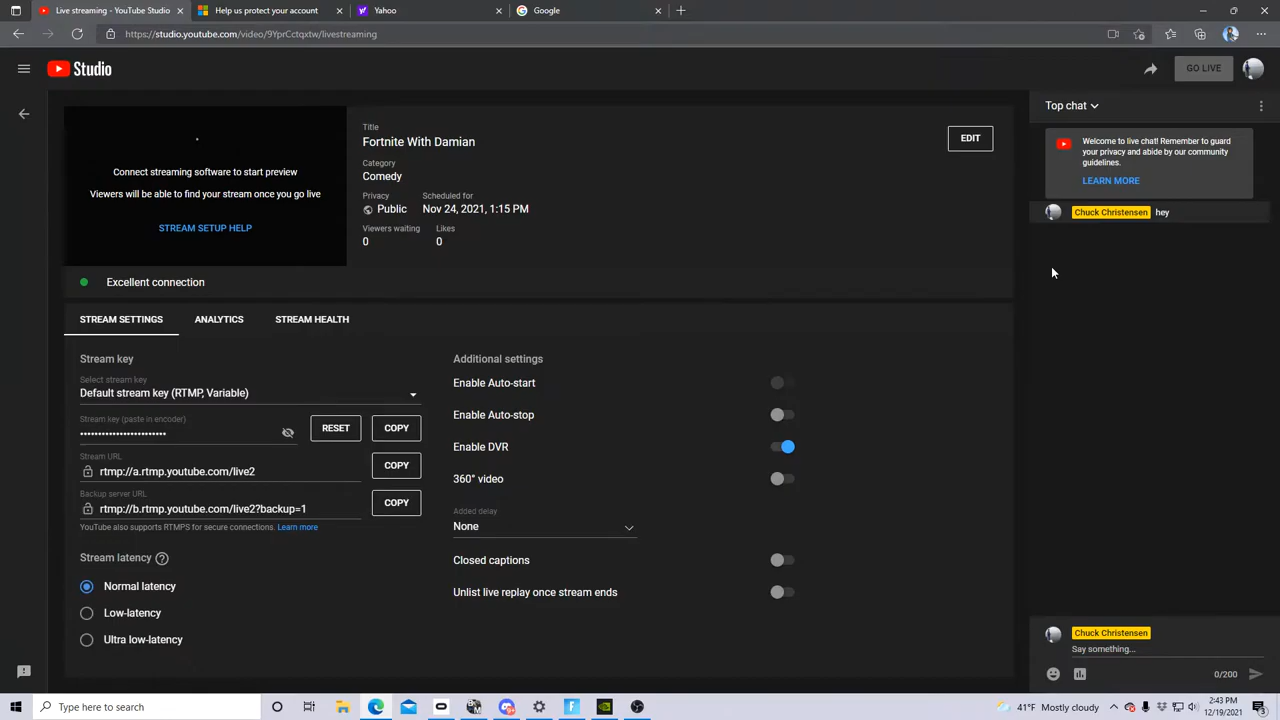 Live streaming - YouTube Studio
Help us protect your account
Yahoo
Google
https://studio.youtube.com/video/9YprCctqxtw/livestreaming
Studio
GO LIVE
Connect streaming software to start preview
Viewers will be able to find your stream once you go live
STREAM SETUP HELP
Title
Fortnite With Damian
Category
Comedy
Privacy
Scheduled for
Public
Nov 24, 2021, 1:15 PM
Viewers waiting
Likes
0
0
EDIT
Excellent connection
STREAM SETTINGS
ANALYTICS
STREAM HEALTH
Stream key
Select stream key
Default stream key (RTMP, Variable)
Stream key (paste in encoder)
••••••••••••••••••••••••
RESET
COPY
Stream URL
rtmp://a.rtmp.youtube.com/live2
COPY
Backup server URL
rtmp://b.rtmp.youtube.com/live2?backup=1
COPY
YouTube also supports RTMPS for secure connections. Learn more
Stream latency
Normal latency
Low-latency
Ultra low-latency
Additional settings
Enable Auto-start
Enable Auto-stop
Enable DVR
360° video
Added delay
None
Closed captions
Unlist live replay once stream ends
Top chat
Welcome to live chat! Remember to guard
your privacy and abide by our community
guidelines.
LEARN MORE
Chuck Christensen hey
Chuck Christensen
Say something...
0/200
Type here to search
41°F Mostly cloudy
2:43 PM
12/19/2021
3